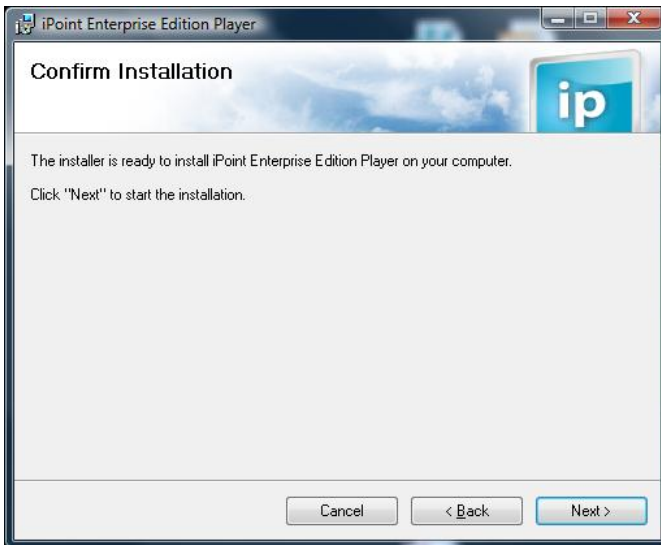 iPoint Enterprise Edition Player
Confirm Installation
ip
The installer is ready to install iPoint Enterprise Edition Player on your computer.
Click "Next" to start the installation.
Cancel
< Back
Next >